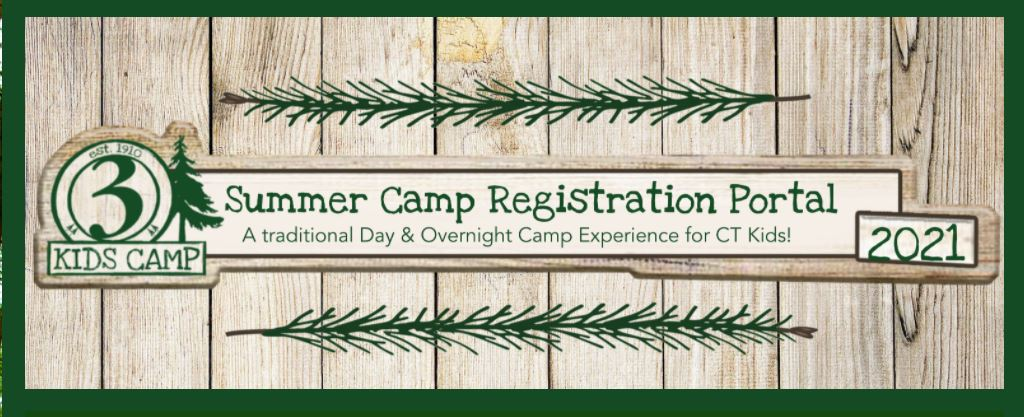 est. 1910
3
KIDS CAMP
Summer Camp Registration Portal
A traditional Day & Overnight Camp Experience for CT Kids!
2021